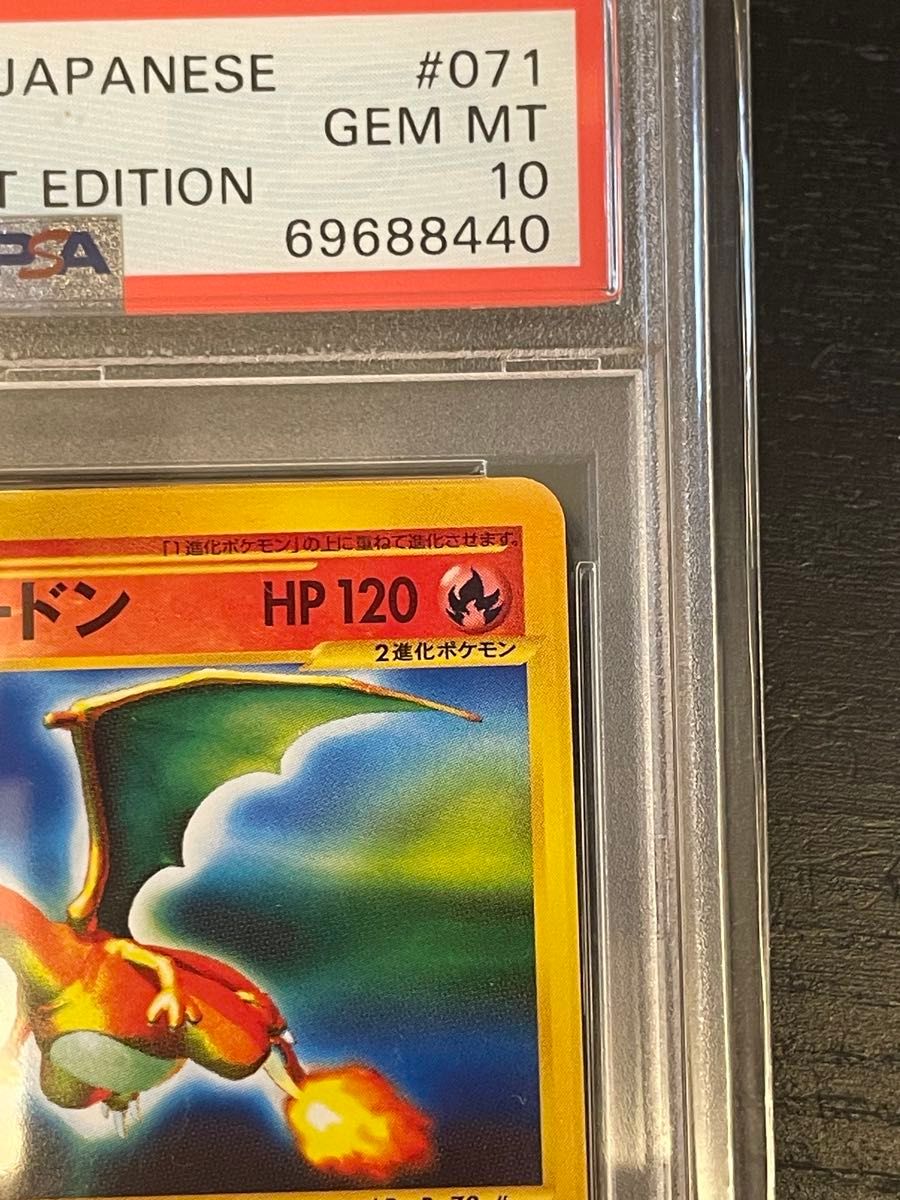 JAPANESE #071
GEM MT
T EDITION 10
PSA 69688440
「1進化ポケモン」の上に重ねて進化させます。
ードン HP 120
2進化ポケモン